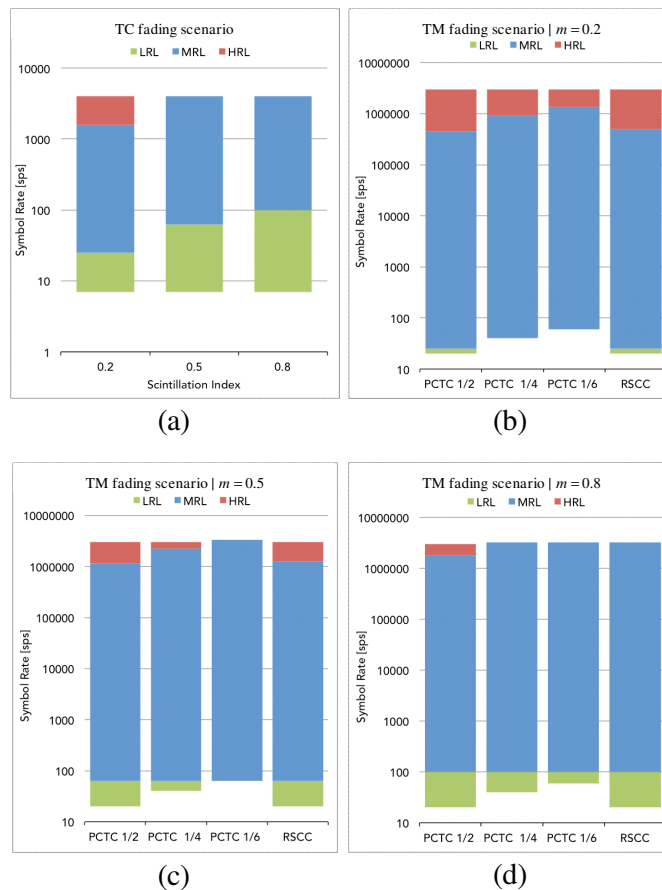 TC fading scenario
LRL MRL HRL
10000
1000
100
10
1
Symbol Rate [sps]
0.2 0.5 0.8
Scintillation Index
(a)
TM fading scenario | m = 0.2
LRL MRL HRL
10000000
1000000
100000
10000
1000
100
10
Symbol Rate [sps]
PCTC 1/2 PCTC 1/4 PCTC 1/6 RSCC
(b)
TM fading scenario | m = 0.5
LRL MRL HRL
10000000
1000000
100000
10000
1000
100
10
Symbol Rate [sps]
PCTC 1/2 PCTC 1/4 PCTC 1/6 RSCC
(c)
TM fading scenario | m = 0.8
LRL MRL HRL
10000000
1000000
100000
10000
1000
100
10
Symbol Rate [sps]
PCTC 1/2 PCTC 1/4 PCTC 1/6 RSCC
(d)